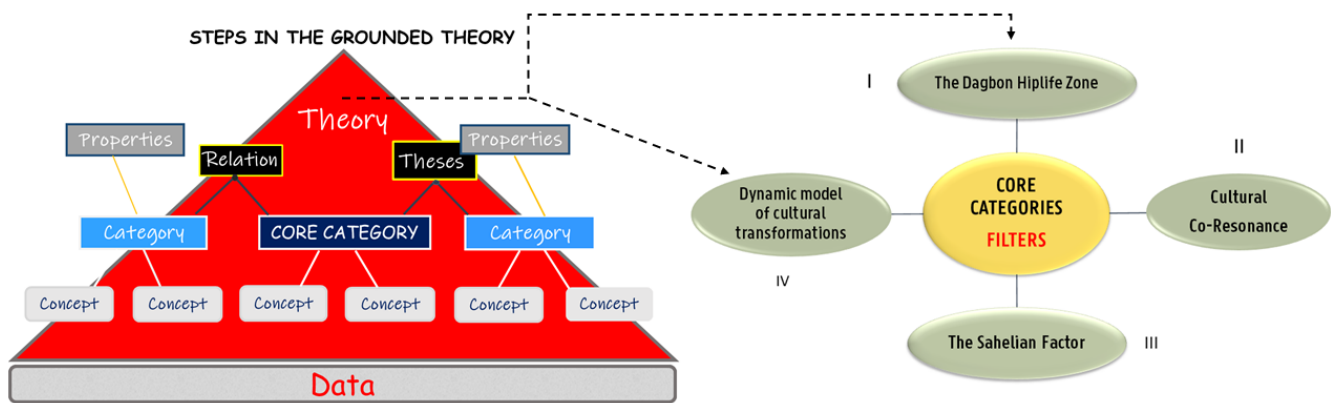 STEPS IN THE GROUNDED THEORY
Theory
Properties
Properties
Relation
Theses
Category
CORE CATEGORY
Category
Concept
Concept
Concept
Concept
Concept
Concept
Data
I
The Dagbon Hiplife Zone
II
Dynamic model
of cultural
transformations
CORE
CATEGORIES
FILTERS
Cultural
Co-Resonance
IV
The Sahelian Factor
III